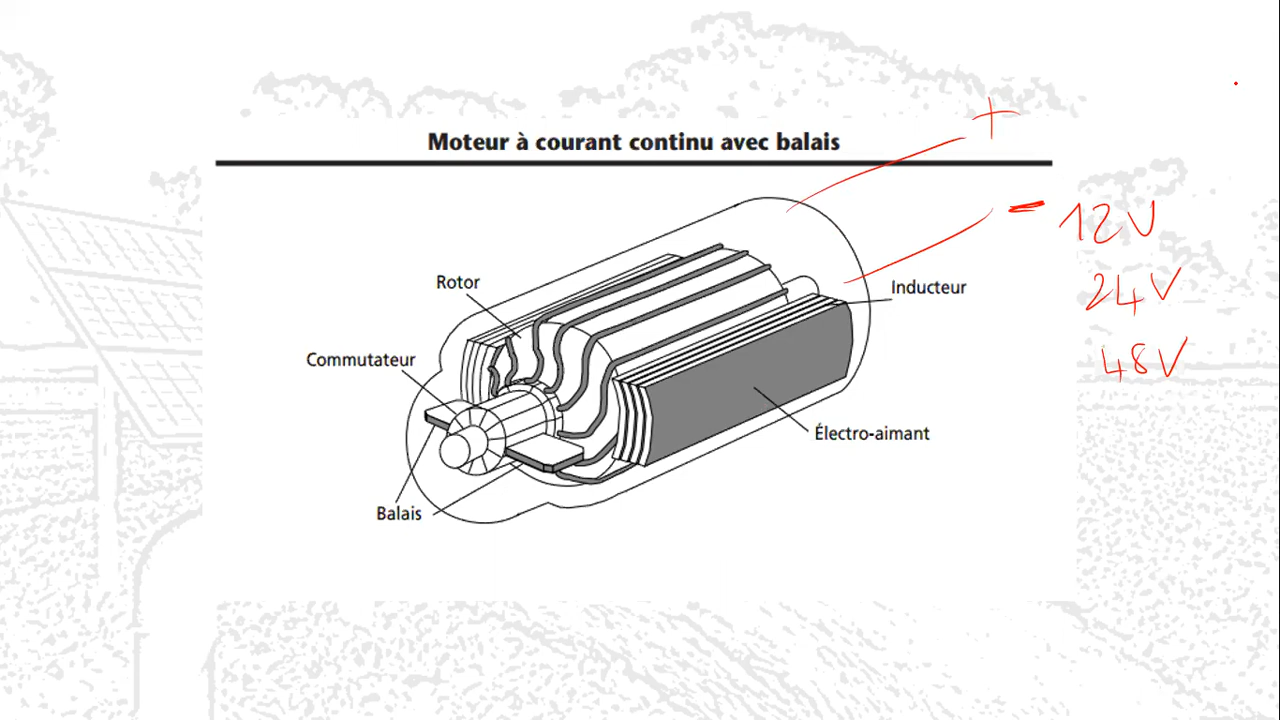 Moteur à courant continu avec balais
+
- 12V
Rotor
Inducteur
24V
Commutateur
48V
Électro-aimant
Balais